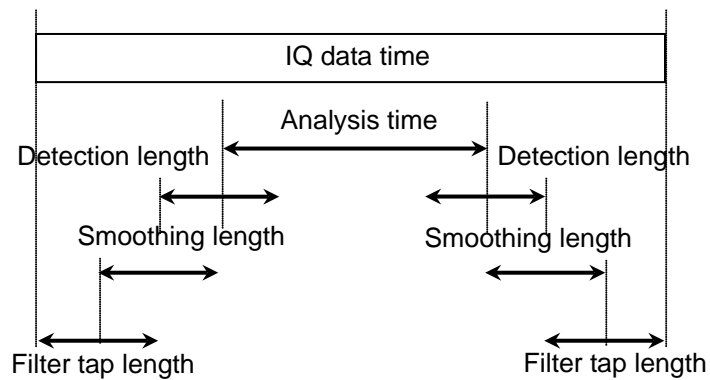 IQ data time
Analysis time
Detection length
Detection length
Smoothing length
Smoothing length
Filter tap length
Filter tap length